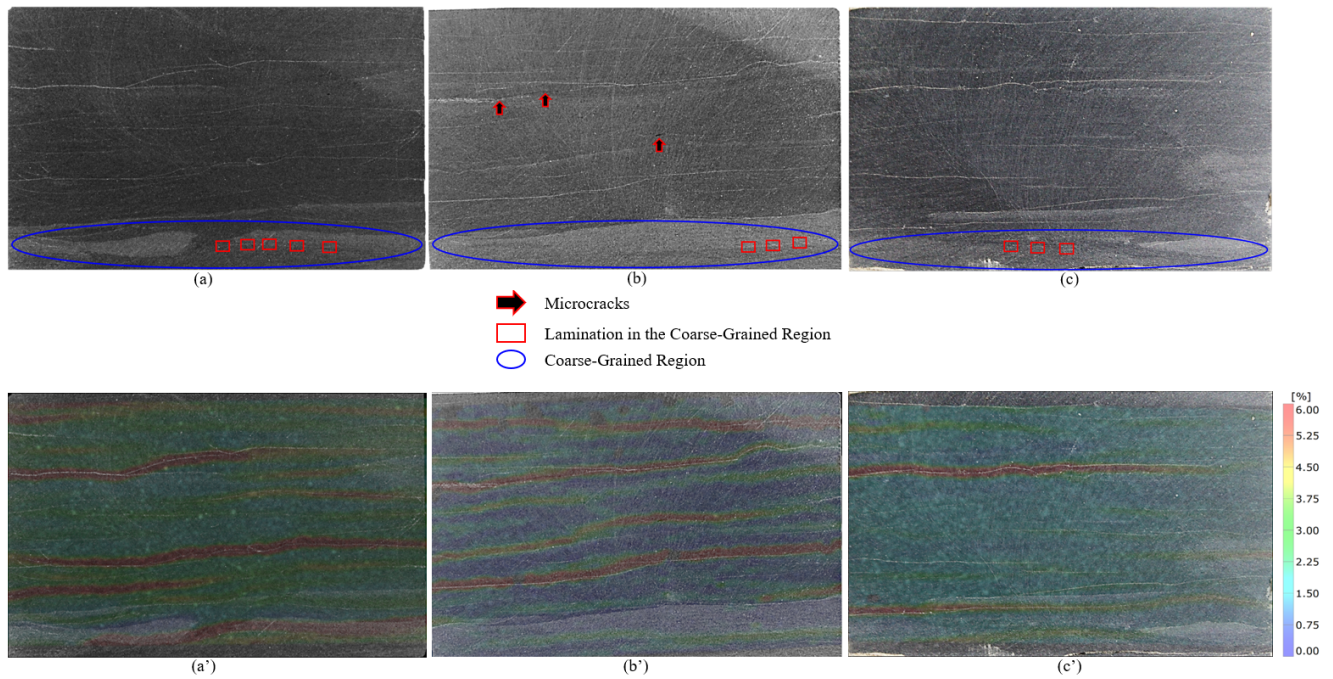 (a)
(b)
(c)
Microcracks
Lamination in the Coarse-Grained Region
Coarse-Grained Region
[%]
6.00
5.25
4.50
3.75
3.00
2.25
1.50
0.75
0.00
(a')
(b')
(c')